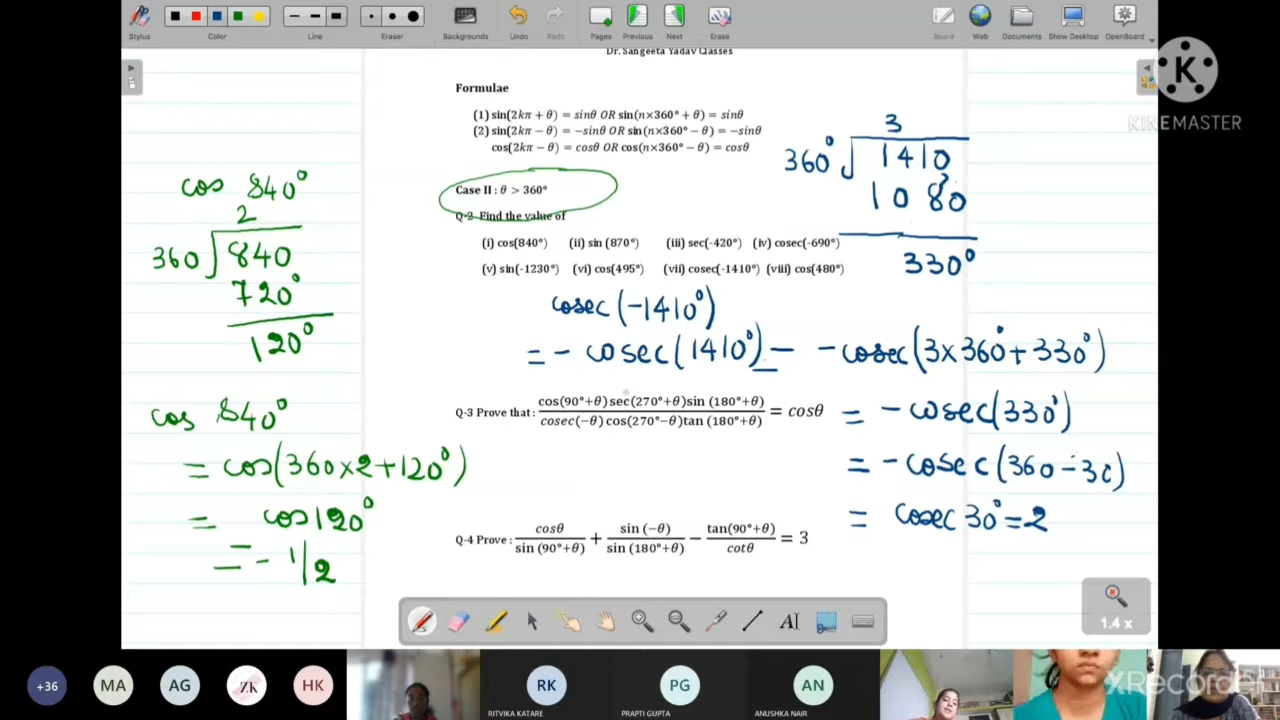 Stylus Color Line Eraser Backgrounds Undo Redo Pages Previous Next Erase Board Web Documents Show Desktop OpenBoard
Dr. Sangeeta Yadav Classes
K
KINEMASTER
Formulae
(1) sin(2kπ + θ) = sinθ OR sin(n×360° + θ) = sinθ
(2) sin(2kπ − θ) = −sinθ OR sin(n×360° − θ) = −sinθ
cos(2kπ − θ) = cosθ OR cos(n×360° − θ) = cosθ
Case II : θ > 360°
Q-2 Find the value of
(i) cos(840°) (ii) sin (870°) (iii) sec(-420°) (iv) cosec(-690°)
(v) sin(-1230°) (vi) cos(495°) (vii) cosec(-1410°) (viii) cos(480°)
cos 840°
2
360 840
720°
120°
cos 840°
= cos(360×2+120°)
= cos120°
= -1/2
3
360° 1410
1080
330°
cosec(-1410°)
= - cosec(1410°) — -cosec(3×360°+330°)
= -cosec(330°)
= -cosec(360-30)
= cosec30°=2
Q-3 Prove that : cos(90°+θ)sec(270°+θ)sin (180°+θ) / cosec(−θ)cos(270°−θ)tan (180°+θ) = cosθ
Q-4 Prove : cosθ / sin (90°+θ) + sin (−θ) / sin (180°+θ) − tan(90°+θ) / cotθ = 3
AI
1.4 x
+36 MA AG ZK HK RK PG AN
RITVIKA KATARE PRAPTI GUPTA ANUSHKA NAIR
XRecorder